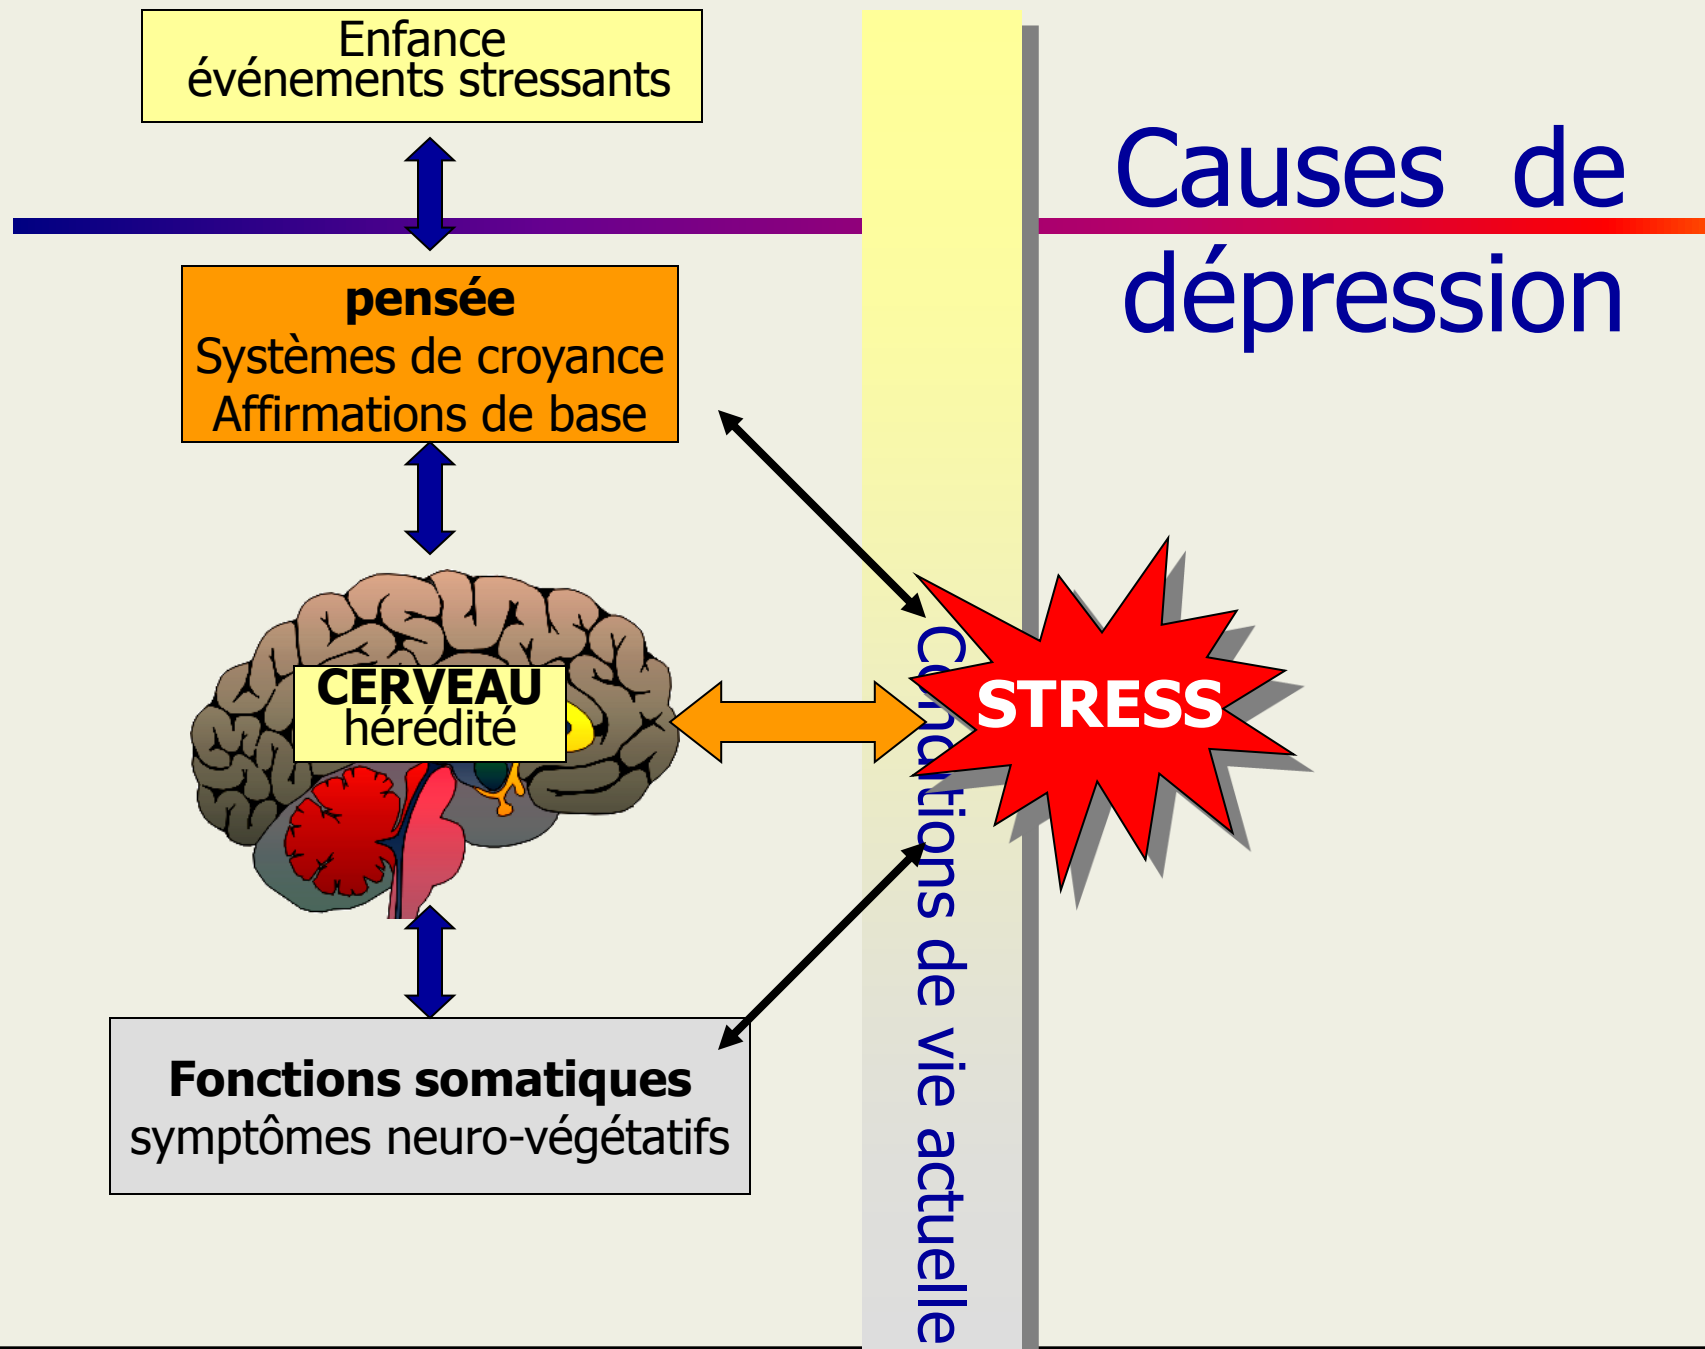 Enfance
événements stressants
Causes de
dépression
pensée
Systèmes de croyance
Affirmations de base
CERVEAU
hérédité
STRESS
Conditions de vie actuelle
Fonctions somatiques
symptômes neuro-végétatifs